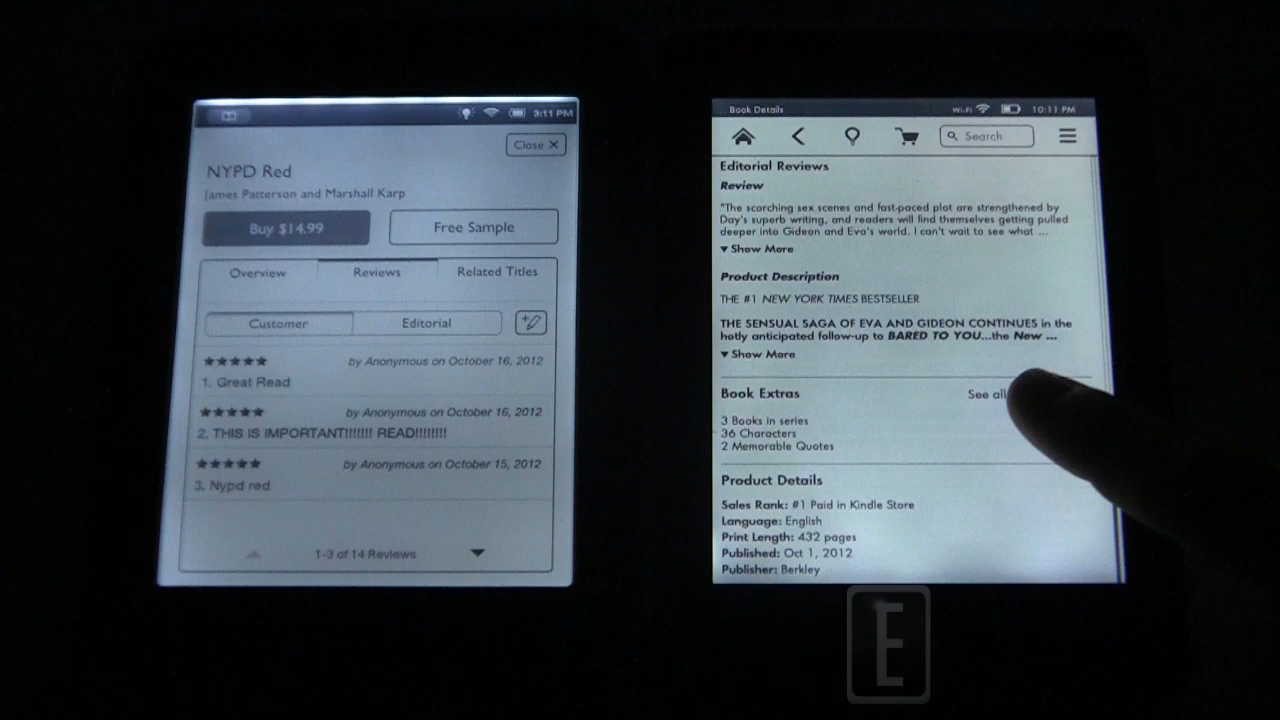 3:11 PM
Close X
NYPD Red
James Patterson and Marshall Karp
Buy $14.99
Free Sample
Overview
Reviews
Related Titles
Customer
Editorial
★★★★★ by Anonymous on October 16, 2012
1. Great Read
★★★★★ by Anonymous on October 16, 2012
2. THIS IS IMPORTANT!!!!!!! READ!!!!!!!!
★★★★★ by Anonymous on October 15, 2012
3. Nypd red
1-3 of 14 Reviews
Book Details
Wi-Fi
10:11 PM
Search
Editorial Reviews
Review
"The scorching sex scenes and fast-paced plot are strengthened by
Day's superb writing, and readers will find themselves getting pulled
deeper into Gideon and Eva's world. I can't wait to see what ...
▼ Show More
Product Description
THE #1 NEW YORK TIMES BESTSELLER
THE SENSUAL SAGA OF EVA AND GIDEON CONTINUES in the
hotly anticipated follow-up to BARED TO YOU...the New ...
▼ Show More
Book Extras
See all
3 Books in series
36 Characters
2 Memorable Quotes
Product Details
Sales Rank: #1 Paid in Kindle Store
Language: English
Print Length: 432 pages
Published: Oct 1, 2012
Publisher: Berkley
E